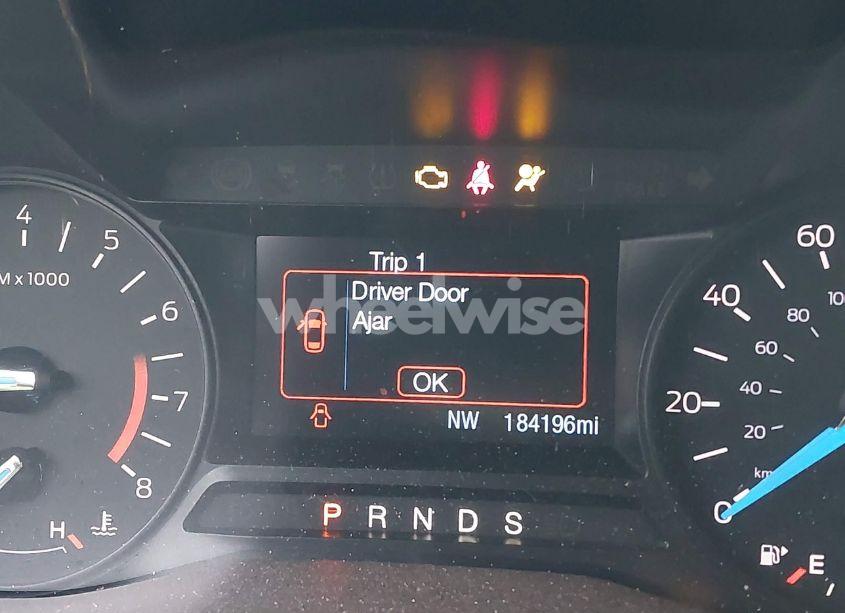 4
5
M x 1000
6
7
8
H
Trip 1
Driver Door
Ajar
OK
NW 184196mi
P R N D S
60
40
80
60
20
40
20
0
km
E
wheelwise